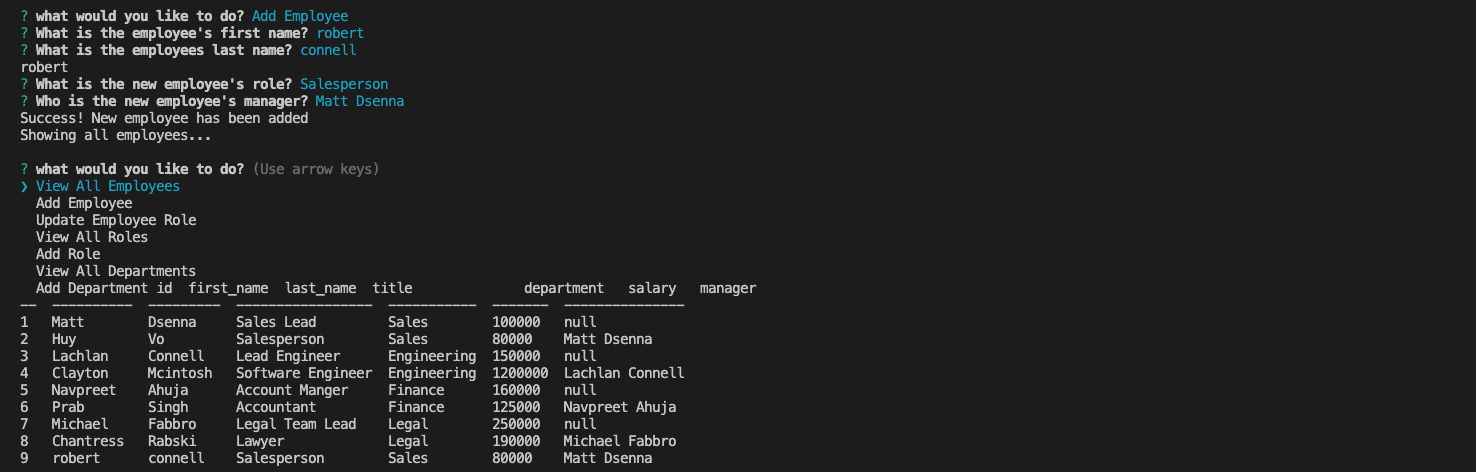 ? what would you like to do? Add Employee
? What is the employee's first name? robert
? What is the employees last name? connell
robert
? What is the new employee's role? Salesperson
? Who is the new employee's manager? Matt Dsenna
Success! New employee has been added
Showing all employees...
? what would you like to do? (Use arrow keys)
❯ View All Employees
Add Employee
Update Employee Role
View All Roles
Add Role
View All Departments
Add Department id  first_name  last_name  title              department   salary   manager
--  ----------  ---------  -----------------  -----------  -------  ---------------
1   Matt        Dsenna     Sales Lead         Sales        100000   null
2   Huy         Vo         Salesperson        Sales        80000    Matt Dsenna
3   Lachlan     Connell    Lead Engineer      Engineering  150000   null
4   Clayton     Mcintosh   Software Engineer  Engineering  1200000  Lachlan Connell
5   Navpreet    Ahuja      Account Manger     Finance      160000   null
6   Prab        Singh      Accountant         Finance      125000   Navpreet Ahuja
7   Michael     Fabbro     Legal Team Lead    Legal        250000   null
8   Chantress   Rabski     Lawyer             Legal        190000   Michael Fabbro
9   robert      connell    Salesperson        Sales        80000    Matt Dsenna